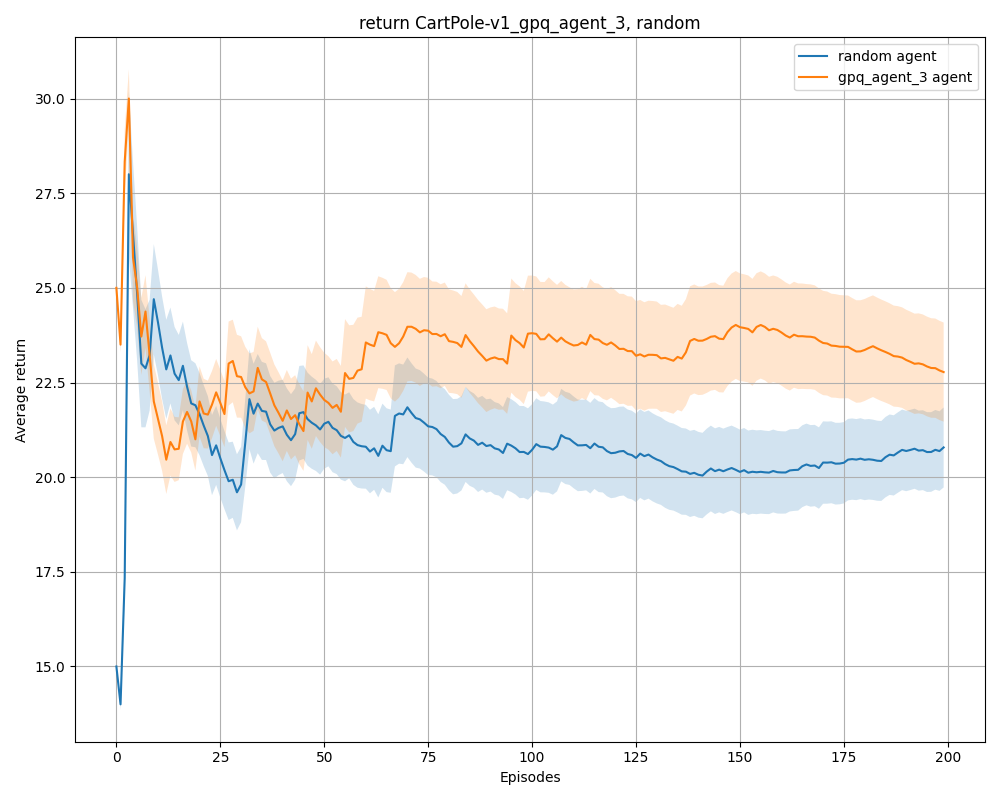 return CartPole-v1_gpq_agent_3, random
random agent
gpq_agent_3 agent
Average return
30.0
27.5
25.0
22.5
20.0
17.5
15.0
0 25 50 75 100 125 150 175 200
Episodes